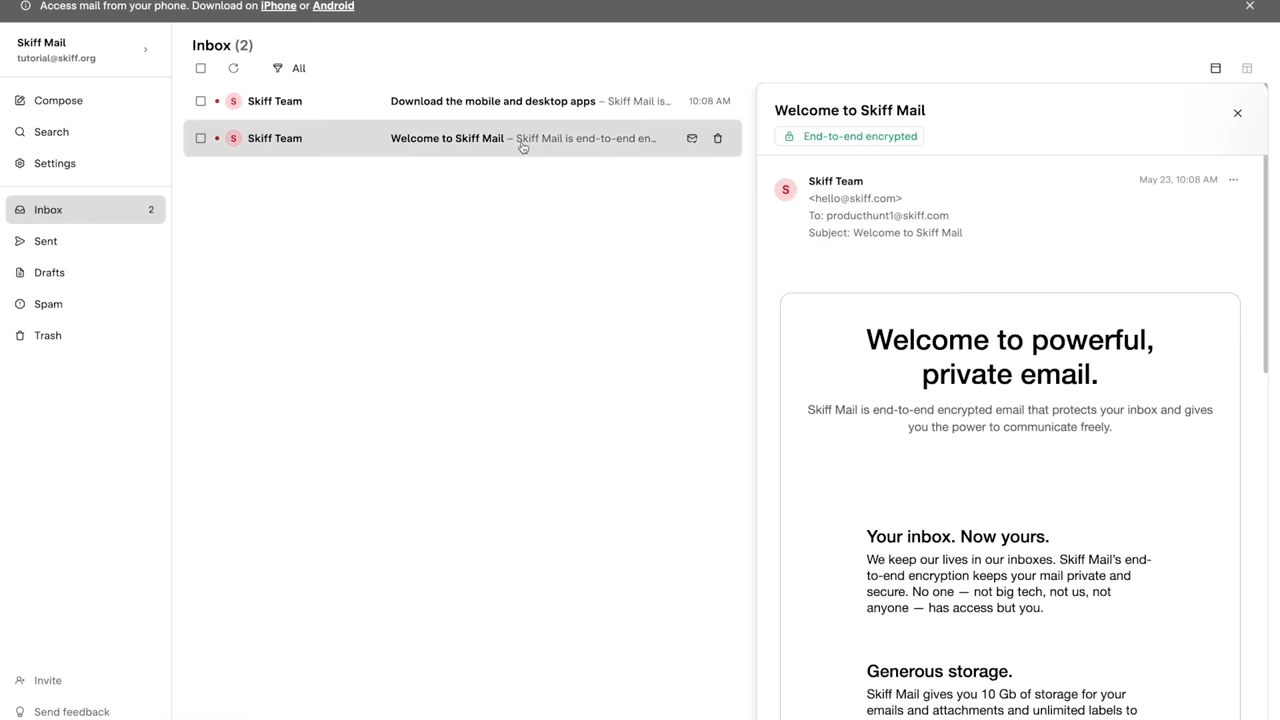 Access mail from your phone. Download on iPhone or Android
Skiff Mail
tutorial@skiff.org
Compose
Search
Settings
Inbox 2
Sent
Drafts
Spam
Trash
Invite
Send feedback
Inbox (2)
All
S Skiff Team Download the mobile and desktop apps – Skiff Mail is... 10:08 AM
S Skiff Team Welcome to Skiff Mail – Skiff Mail is end-to-end en...
Welcome to Skiff Mail
End-to-end encrypted
S Skiff Team May 23, 10:08 AM
<hello@skiff.com>
To: producthunt1@skiff.com
Subject: Welcome to Skiff Mail
Welcome to powerful,
private email.
Skiff Mail is end-to-end encrypted email that protects your inbox and gives
you the power to communicate freely.
Your inbox. Now yours.
We keep our lives in our inboxes. Skiff Mail's end-
to-end encryption keeps your mail private and
secure. No one — not big tech, not us, not
anyone — has access but you.
Generous storage.
Skiff Mail gives you 10 Gb of storage for your
emails and attachments and unlimited labels to